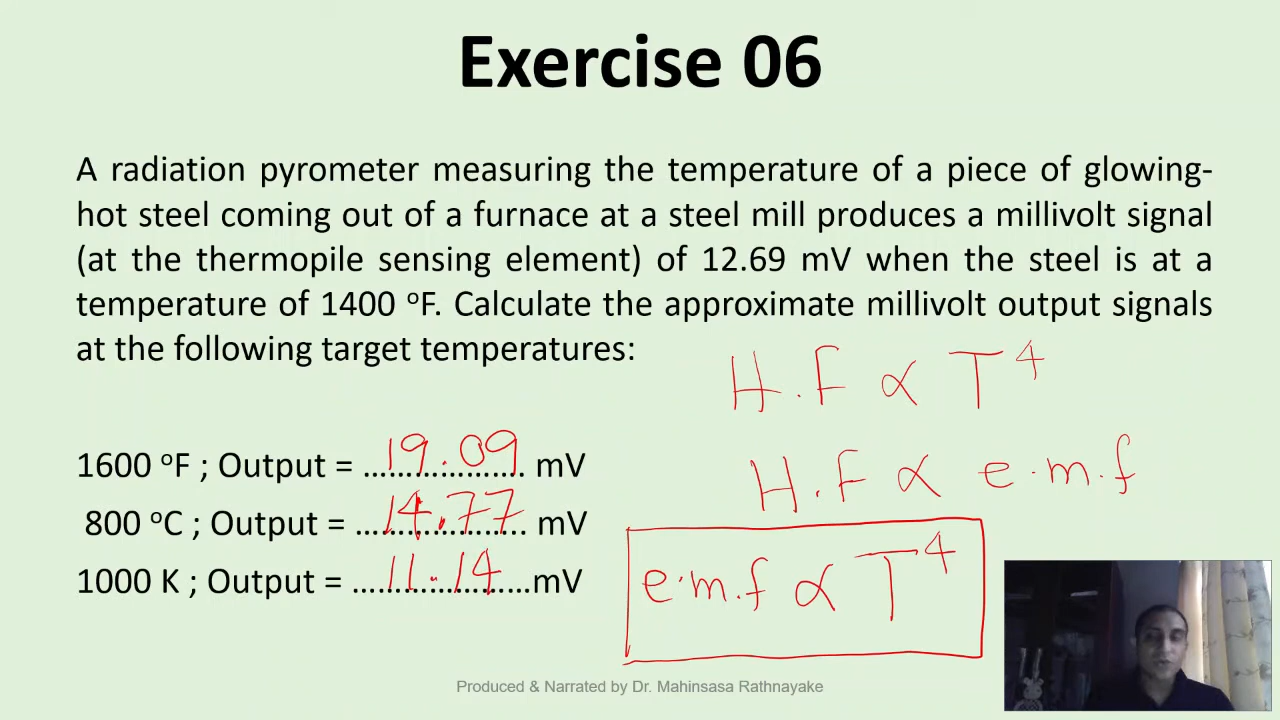 Exercise 06
A radiation pyrometer measuring the temperature of a piece of glowing-
hot steel coming out of a furnace at a steel mill produces a millivolt signal
(at the thermopile sensing element) of 12.69 mV when the steel is at a
temperature of 1400 ºF. Calculate the approximate millivolt output signals
at the following target temperatures:
H.F ∝ T⁴
1600 ºF ; Output = ....19.09.... mV
H.F ∝ e.m.f
800 ºC ; Output = ....14.77.... mV
1000 K ; Output = ....11.14....mV
e.m.f ∝ T⁴
Produced & Narrated by Dr. Mahinsasa Rathnayake